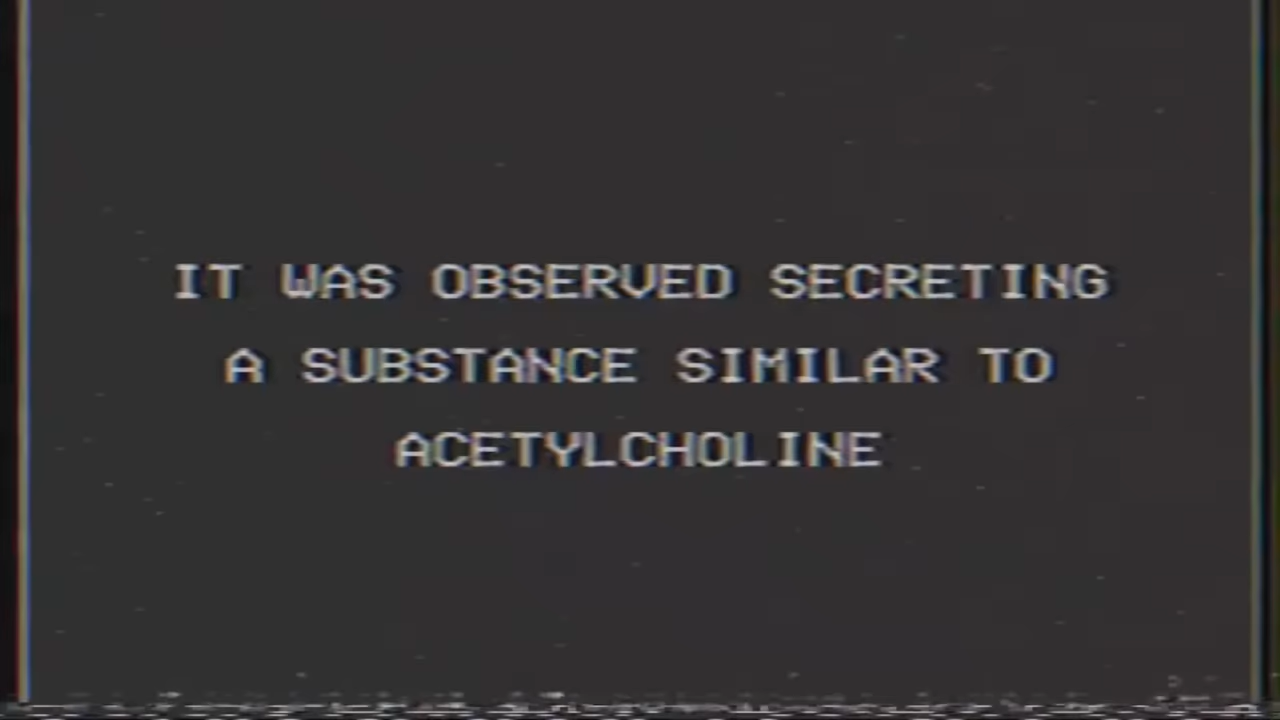 IT WAS OBSERVED SECRETING
A SUBSTANCE SIMILAR TO
ACETYLCHOLINE